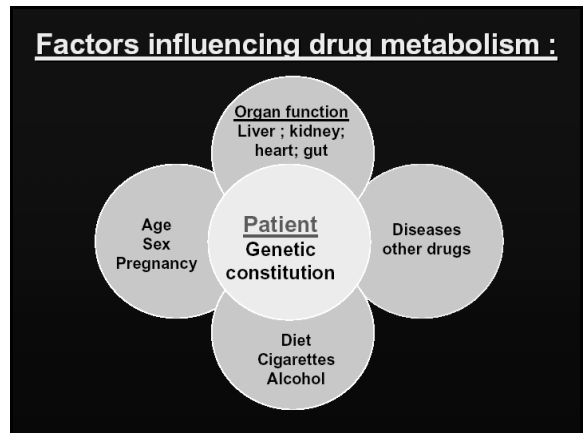 Factors influencing drug metabolism :
Organ function
Liver ; kidney;
heart; gut
Age
Sex
Pregnancy
Patient
Genetic
constitution
Diseases
other drugs
Diet
Cigarettes
Alcohol